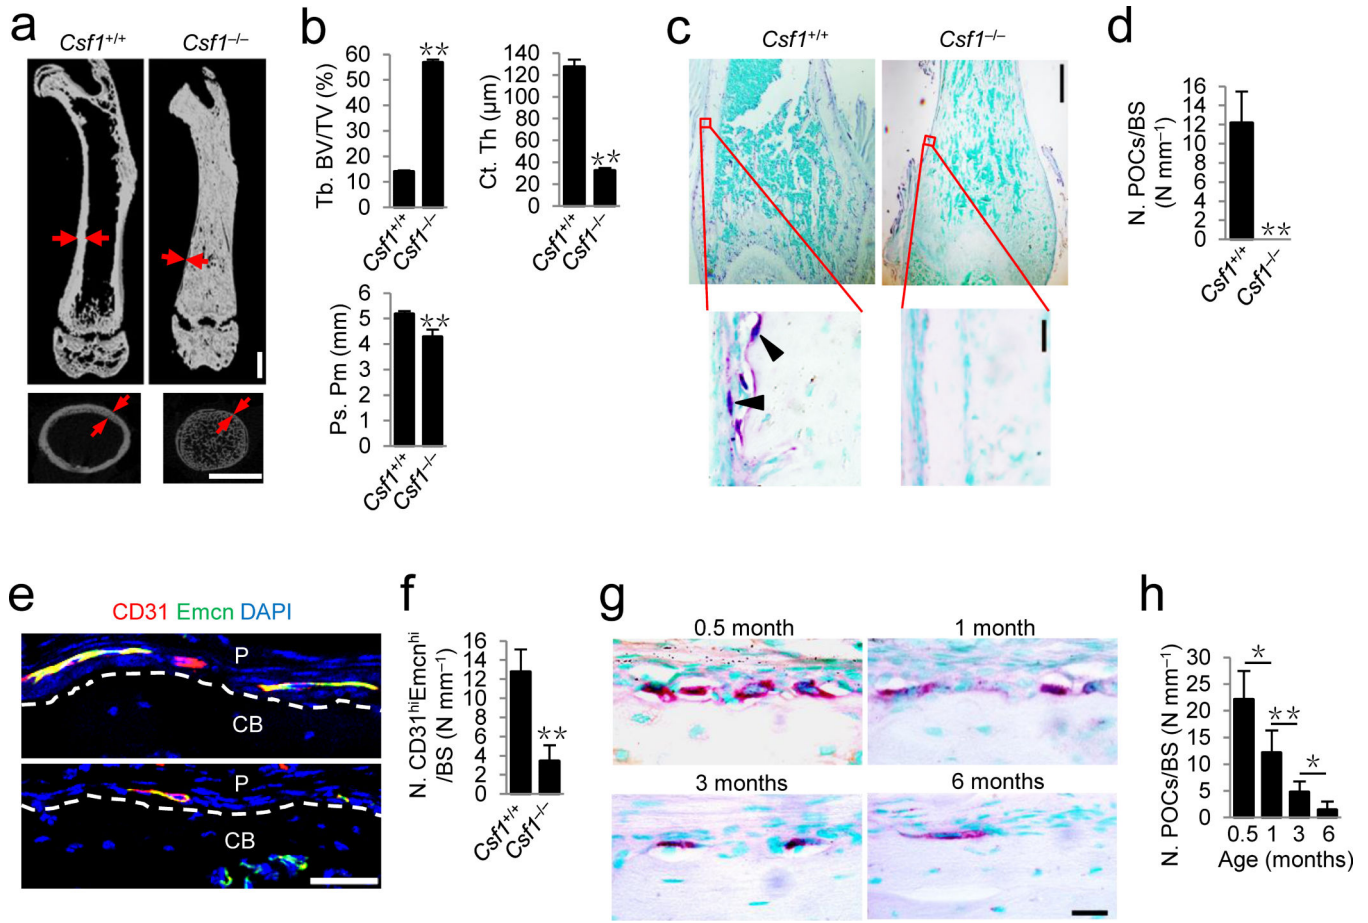 a
Csf1+/+
Csf1–/–
b
Tb. BV/TV (%)
60
50
40
30
20
10
0
**
Csf1+/+
Csf1–/–
Ct. Th (µm)
140
120
100
80
60
40
20
0
**
Csf1+/+
Csf1–/–
Ps. Pm (mm)
6
5
4
3
2
1
0
**
Csf1+/+
Csf1–/–
c
Csf1+/+
Csf1–/–
d
N. POCs/BS
(N mm–1)
16
14
12
10
8
6
4
2
0
**
Csf1+/+
Csf1–/–
e
CD31 Emcn DAPI
P
CB
P
CB
f
N. CD31hiEmcnhi
/BS (N mm–1)
16
14
12
10
8
6
4
2
0
**
Csf1+/+
Csf1–/–
g
0.5 month
1 month
3 months
6 months
h
N. POCs/BS (N mm–1)
30
25
20
15
10
5
0
*
**
*
0.5 1 3 6
Age (months)